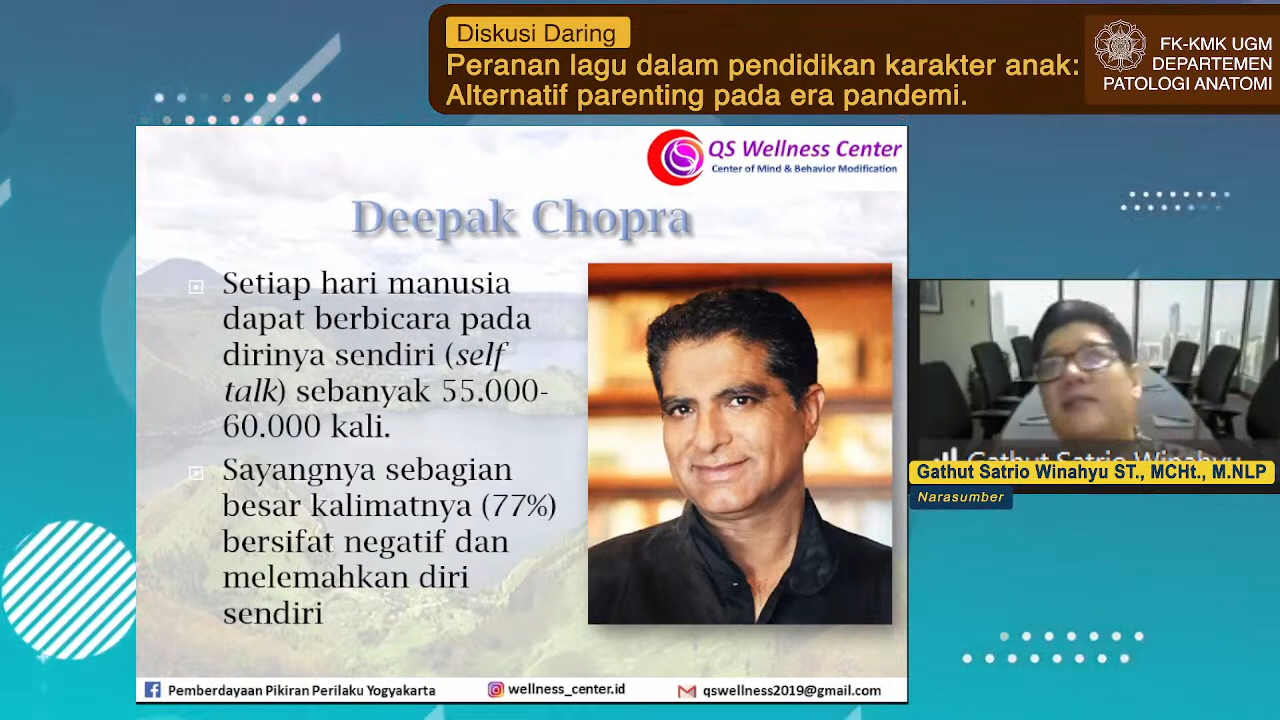 Diskusi Daring
Peranan lagu dalam pendidikan karakter anak:
Alternatif parenting pada era pandemi.
FK-KMK UGM
DEPARTEMEN
PATOLOGI ANATOMI
QS Wellness Center
Center of Mind & Behavior Modification
Deepak Chopra
Setiap hari manusia
dapat berbicara pada
dirinya sendiri (self
talk) sebanyak 55.000-
60.000 kali.
Sayangnya sebagian
besar kalimatnya (77%)
bersifat negatif dan
melemahkan diri
sendiri
Gathut Satrio Winahyu
Gathut Satrio Winahyu ST., MCHt., M.NLP
Narasumber
Pemberdayaan Pikiran Perilaku Yogyakarta
wellness_center.id
qswellness2019@gmail.com